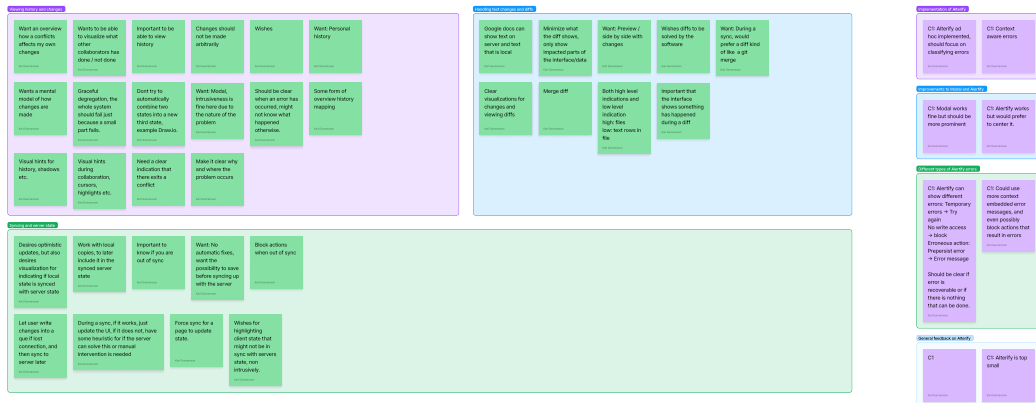 Viewing history and changes
Want an overview
how a conflicts
affects my own
changes
Wants to be able
to visualize what
other
collaborators has
done / not done
Important to be
able to view
history
Changes should
not be made
arbitrarily
Wishes
Want: Personal
history
Wants a mental
model of how
changes are
made
Graceful
degregation, the
whole system
should fail just
because a small
part fails.
Dont try to
automatically
combine two
states into a new
third state,
example Draw.io.
Want: Modal,
intrusiveness is
fine here due to
the nature of the
problem
Should be clear
when an error has
occurred, might
not know what
happened
otherwise.
Some form of
overview history
mapping
Visual hints for
history, shadows
etc.
Visual hints
during
collaboration,
cursors,
highlights etc.
Need a clear
indication that
there exits a
conflict
Make it clear why
and where the
problem occurs
Handling text changes and diffs
Google docs can
show text on
server and text
that is local
Minimize what
the diff shows,
only show
impacted parts of
the interface/data
Want: Preview /
side by side with
changes
Wishes diffs to be
solved by the
software
Want: During a
sync, would
prefer a diff kind
of like a git
merge
Clear
visualizations for
changes and
viewing diffs
Merge diff
Both high level
indications and
low level
indication
high: files
low: text rows in
file
Important that
the interface
shows something
has happened
during a diff
Syncing and server state
Desires optimistic
updates, but also
desires
visualization for
indicating if local
state is synced
with server state
Work with local
copies, to later
include it in the
synced server
state
Important to
know if you are
out of sync
Want: No
automatic fixes,
want the
possibility to save
before syncing up
with the server
Block actions
when out of sync
Let user write
changes into a
que if lost
connection, and
then sync to
server later
During a sync, if it works, just
update the UI, if it does not, have
some heuristic for if the server
can solve this or manual
intervention is needed
Force sync for a
page to update
state.
Wishes for
highlighting
client state that
might not be in
sync with servers
state, non
intrusively.
Implementation of Alertify
C1: Alertify ad
hoc implemented,
should focus on
classifying errors
C1: Context
aware errors
Improvements to Modal and Alertify
C1: Modal works
fine but should be
more prominent
C1: Alertify works
but would prefer
to center it.
Different types of Alertify errors
C1: Alertify can
show different
errors: Temporary
errors → Try
again
No write access
→ block
Erroneous action:
Prepersist error
→ Error message
Should be clear if
error is
recoverable or if
there is nothing
that can be done.
C1: Could use
more context
embedded error
messages, and
even possibly
block actions that
result in errors
General feedback on Alterify
C1
C1: Alertify is top
small